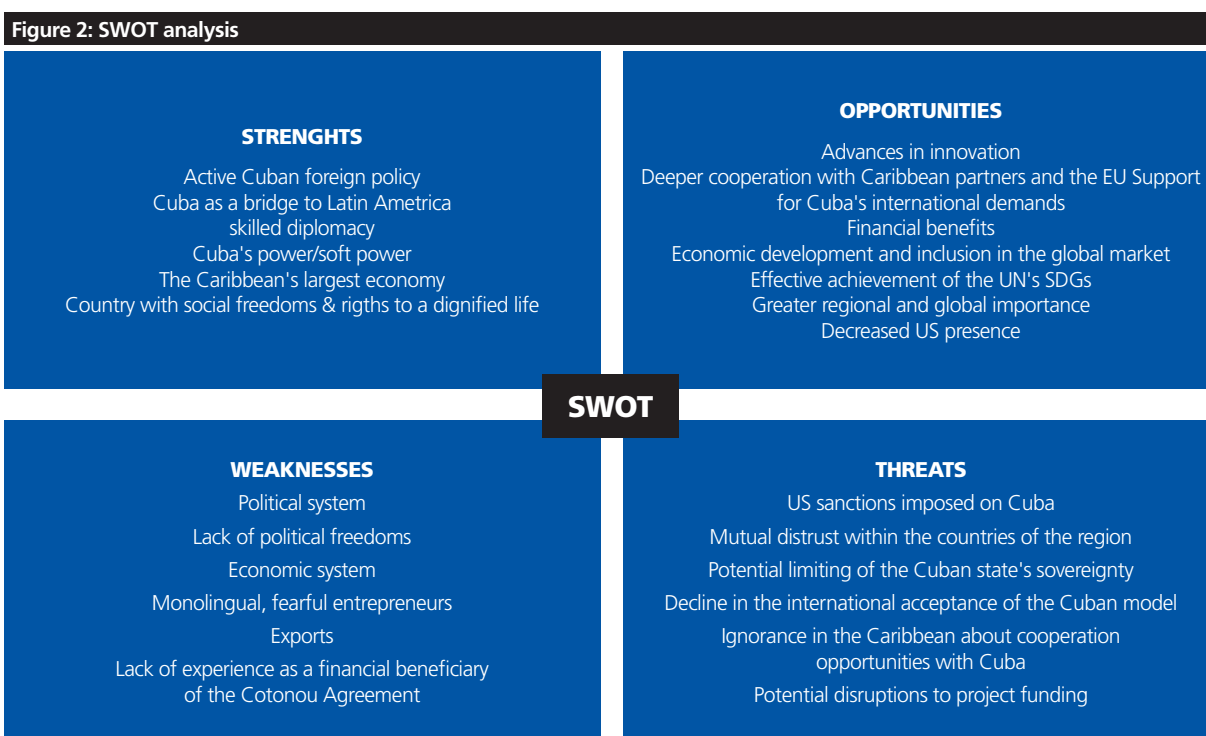 Figure 2: SWOT analysis
STRENGHTS
Active Cuban foreign policy
Cuba as a bridge to Latin Ametrica
skilled diplomacy
Cuba's power/soft power
The Caribbean's largest economy
Country with social freedoms & rigths to a dignified life
OPPORTUNITIES
Advances in innovation
Deeper cooperation with Caribbean partners and the EU Support
for Cuba's international demands
Financial benefits
Economic development and inclusion in the global market
Effective achievement of the UN's SDGs
Greater regional and global importance
Decreased US presence
SWOT
WEAKNESSES
Political system
Lack of political freedoms
Economic system
Monolingual, fearful entrepreneurs
Exports
Lack of experience as a financial beneficiary
of the Cotonou Agreement
THREATS
US sanctions imposed on Cuba
Mutual distrust within the countries of the region
Potential limiting of the Cuban state's sovereignty
Decline in the international acceptance of the Cuban model
Ignorance in the Caribbean about cooperation
opportunities with Cuba
Potential disruptions to project funding